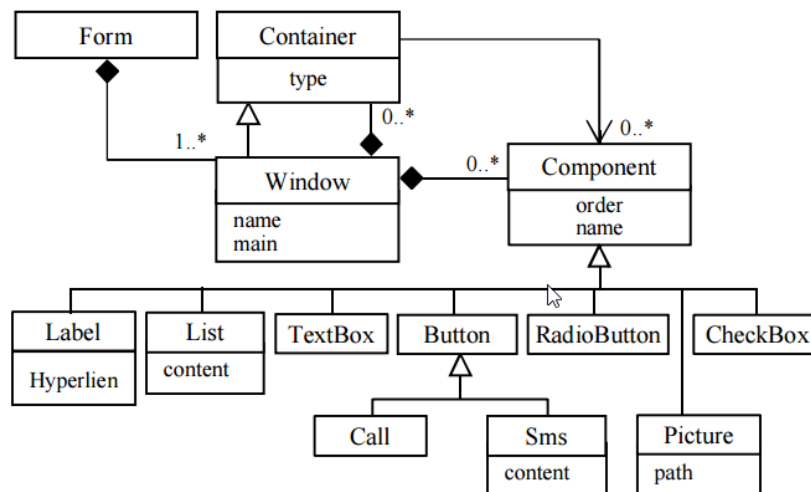 Form
Container
type
0..*
0..*
1..*
0..*
Window
name
main
Component
order
name
Label
Hyperlien
List
content
TextBox
Button
RadioButton
CheckBox
Call
Sms
content
Picture
path